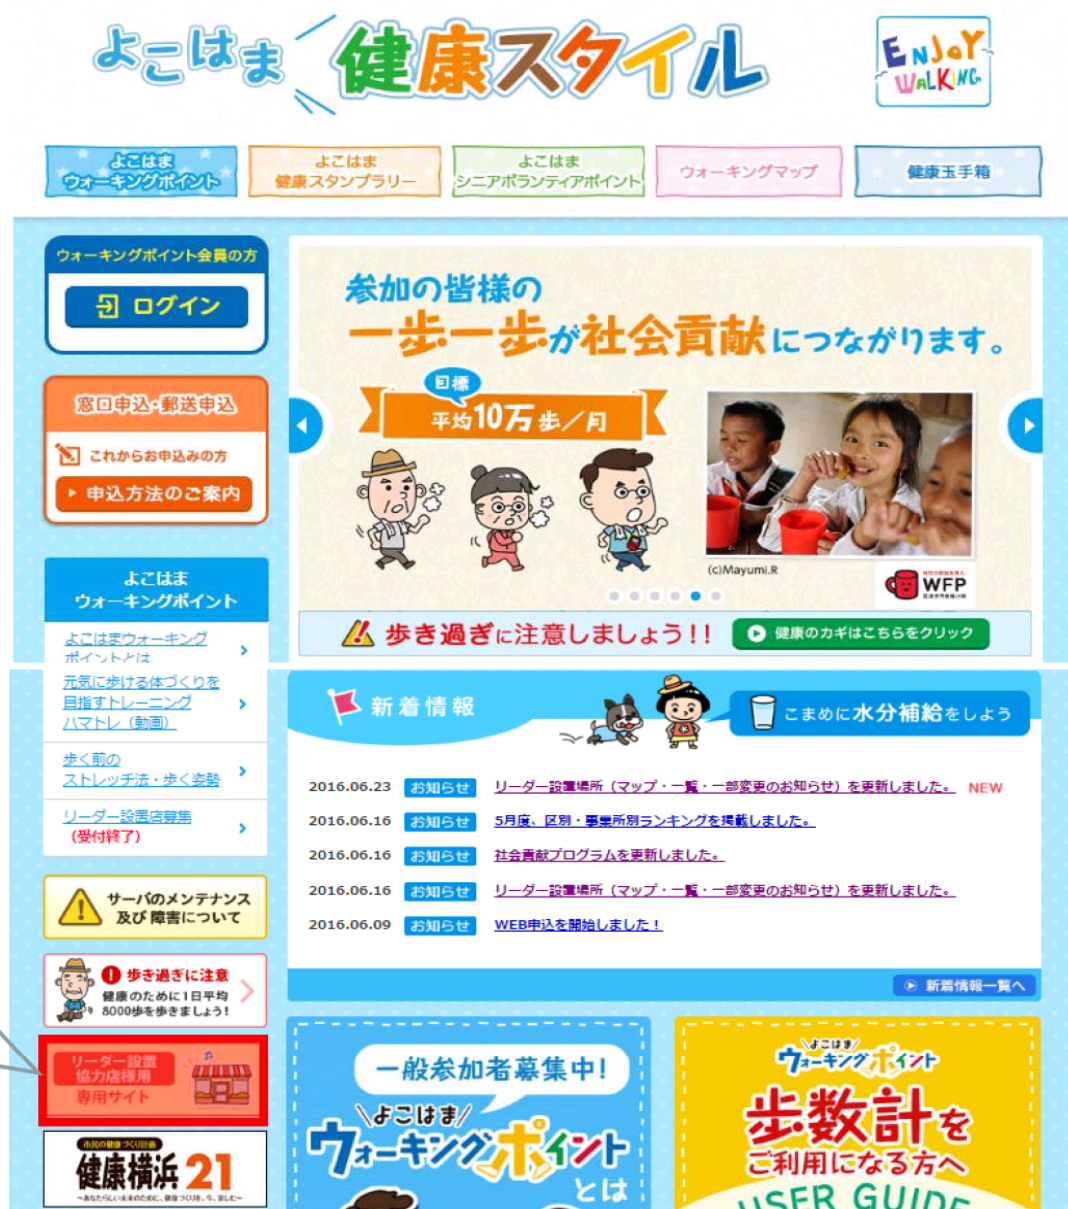 よこはま 健康スタイル
ENJOY
WALKING
よこはま
ウォーキングポイント
よこはま
健康スタンプラリー
よこはま
シニアボランティアポイント
ウォーキングマップ
健康玉手箱
ウォーキングポイント会員の方
ログイン
窓口申込・郵送申込
これからお申込みの方
申込方法のご案内
よこはま
ウォーキングポイント
よこはまウォーキング
ポイントとは
元気に歩ける体づくりを
目指すトレーニング
ハマトレ（動画）
歩く前の
ストレッチ法・歩く姿勢
リーダー設置店募集
（受付終了）
サーバのメンテナンス
及び障害について
歩き過ぎに注意
健康のために1日平均
8000歩を歩きましょう！
リーダー設置
協力店様用
専用サイト
市民の健康づくり計画
健康横浜21
参加の皆様の
一歩一歩が社会貢献につながります。
目標
平均10万歩／月
(c)Mayumi.R
WFP
歩き過ぎに注意しましょう！！
健康のカギはこちらをクリック
新着情報
こまめに水分補給をしよう
2016.06.23 お知らせ リーダー設置場所（マップ・一覧・一部変更のお知らせ）を更新しました。 NEW
2016.06.16 お知らせ 5月度、区別・事業所別ランキングを掲載しました。
2016.06.16 お知らせ 社会貢献プログラムを更新しました。
2016.06.16 お知らせ リーダー設置場所（マップ・一覧・一部変更のお知らせ）を更新しました。
2016.06.09 お知らせ WEB申込を開始しました！
新着情報一覧へ
一般参加者募集中！
よこはま
ウォーキングポイント
とは
よこはま
ウォーキングポイント
歩数計を
ご利用になる方へ
USER GUIDE